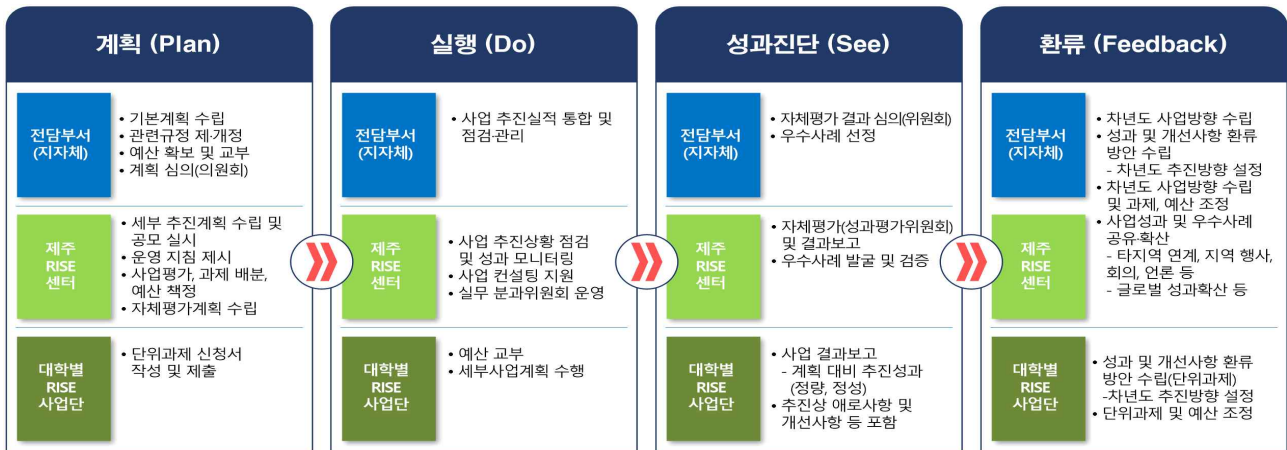 계획 (Plan)
전담부서
(지자체)
• 기본계획 수립
• 관련규정 제·개정
• 예산 확보 및 교부
• 계획 심의(의원회)
제주
RISE
센터
• 세부 추진계획 수립 및
공모 실시
• 운영 지침 제시
• 사업평가, 과제 배분,
예산 책정
• 자체평가계획 수립
대학별
RISE
사업단
• 단위과제 신청서
작성 및 제출
실행 (Do)
전담부서
(지자체)
• 사업 추진실적 통합 및
점검·관리
제주
RISE
센터
• 사업 추진상황 점검
및 성과 모니터링
• 사업 컨설팅 지원
• 실무 분과위원회 운영
대학별
RISE
사업단
• 예산 교부
• 세부사업계획 수행
성과진단 (See)
전담부서
(지자체)
• 자체평가 결과 심의(위원회)
• 우수사례 선정
제주
RISE
센터
• 자체평가(성과평가위원회)
및 결과보고
• 우수사례 발굴 및 검증
대학별
RISE
사업단
• 사업 결과보고
- 계획 대비 추진성과
(정량, 정성)
• 추진상 애로사항 및
개선사항 등 포함
환류 (Feedback)
전담부서
(지자체)
제주
RISE
센터
• 차년도 사업방향 수립
• 성과 및 개선사항 환류
방안 수립
- 차년도 추진방향 설정
• 차년도 사업방향 수립
및 과제, 예산 조정
• 사업성과 및 우수사례
공유·확산
- 타지역 연계, 지역 행사,
회의, 언론 등
- 글로벌 성과확산 등
대학별
RISE
사업단
• 성과 및 개선사항 환류
방안 수립(단위과제)
-차년도 추진방향 설정
• 단위과제 및 예산 조정